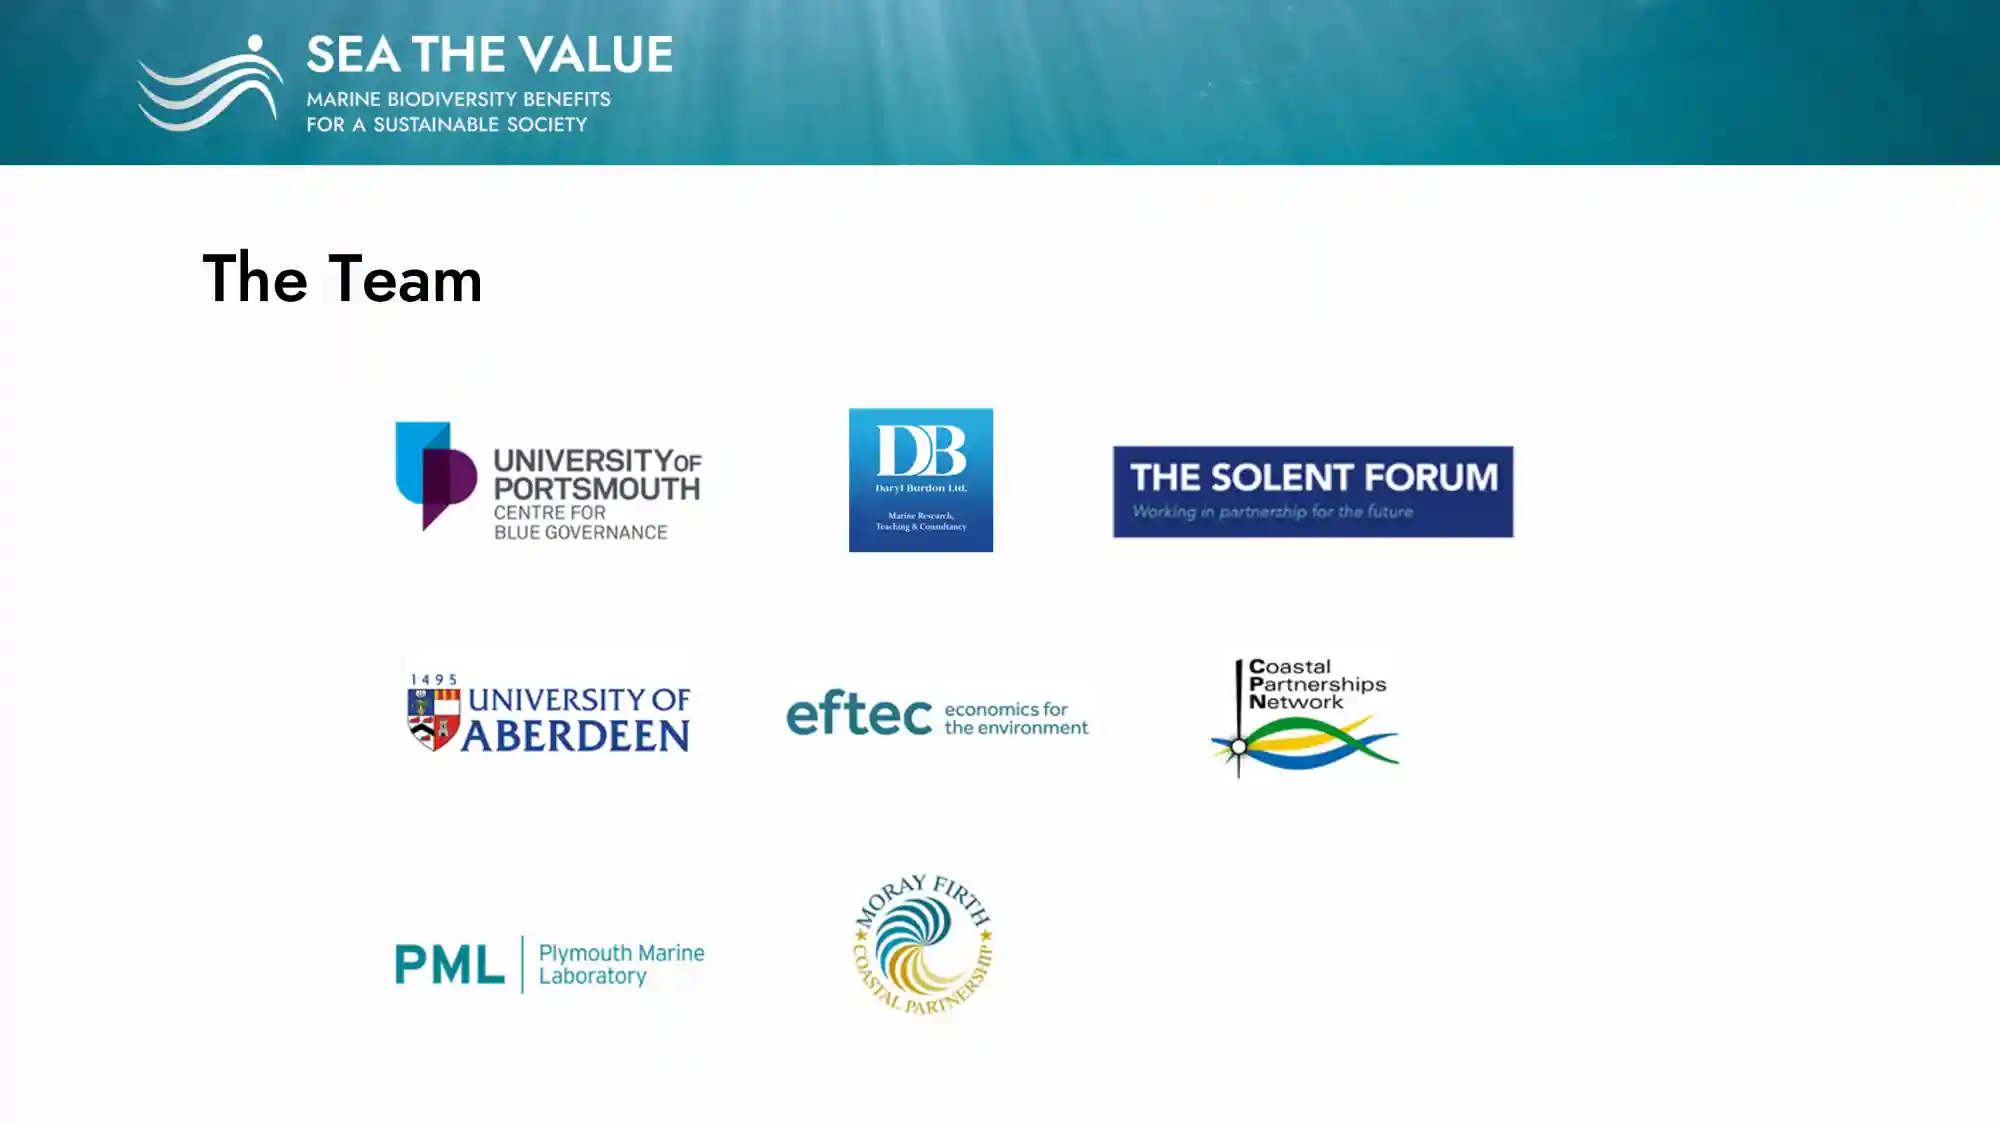 SEA THE VALUE
MARINE BIODIVERSITY BENEFITS
FOR A SUSTAINABLE SOCIETY
The Team
UNIVERSITY OF
PORTSMOUTH
CENTRE FOR
BLUE GOVERNANCE
DB
Daryl Burdon Ltd.
Marine Research,
Teaching & Consultancy
THE SOLENT FORUM
Working in partnership for the future
1495
UNIVERSITY OF
ABERDEEN
eftec
economics for
the environment
Coastal
Partnerships
Network
PML
Plymouth Marine
Laboratory
MORAY FIRTH
COASTAL PARTNERSHIP